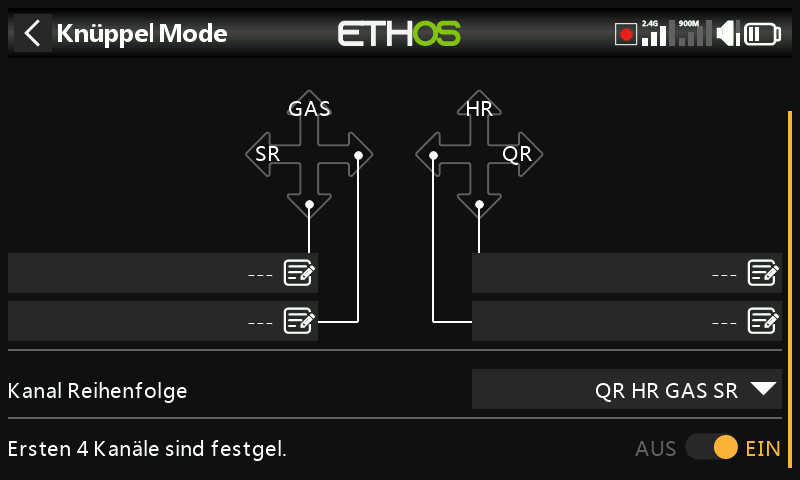 Knüppel Mode
ETHOS
2.4G
900M
GAS
HR
SR
QR
---
---
---
---
Kanal Reihenfolge
QR HR GAS SR
Ersten 4 Kanäle sind festgel.
AUS
EIN